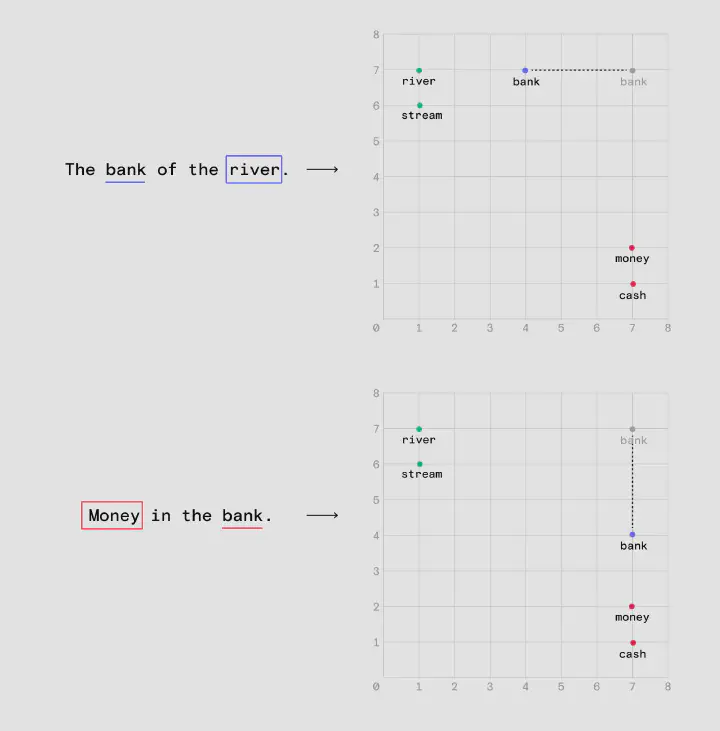 8
7
river
bank
bank
6
stream
5
The bank of the river.
4
3
2
money
1
cash
0 1 2 3 4 5 6 7 8
8
7
river
bank
6
stream
5
Money in the bank.
4
bank
3
2
money
1
cash
0 1 2 3 4 5 6 7 8